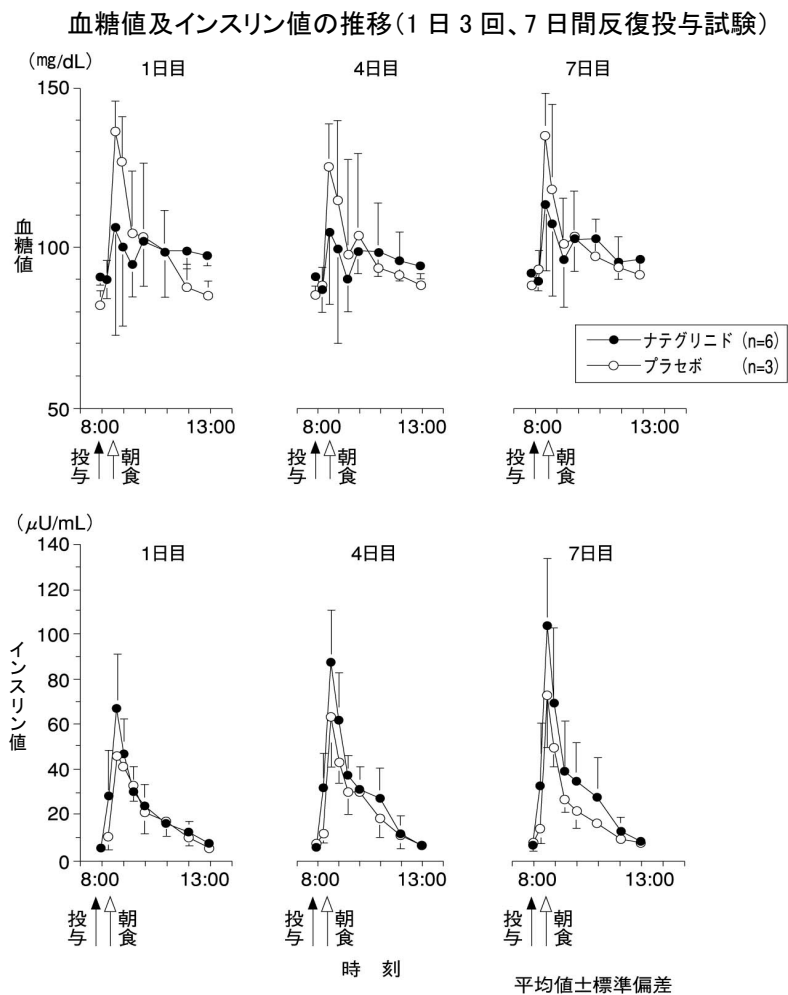 血糖値及インスリン値の推移(1日3回、7日間反復投与試験)
(mg/dL)
1日目
4日目
7日目
150
100
50
血糖値
ナテグリニド (n=6)
プラセボ (n=3)
8:00 13:00
8:00 13:00
8:00 13:00
投与 朝食
投与 朝食
投与 朝食
(μU/mL)
1日目
4日目
7日目
140
120
100
80
60
40
20
0
インスリン値
8:00 13:00
8:00 13:00
8:00 13:00
投与 朝食
投与 朝食
投与 朝食
時 刻
平均値士標準偏差